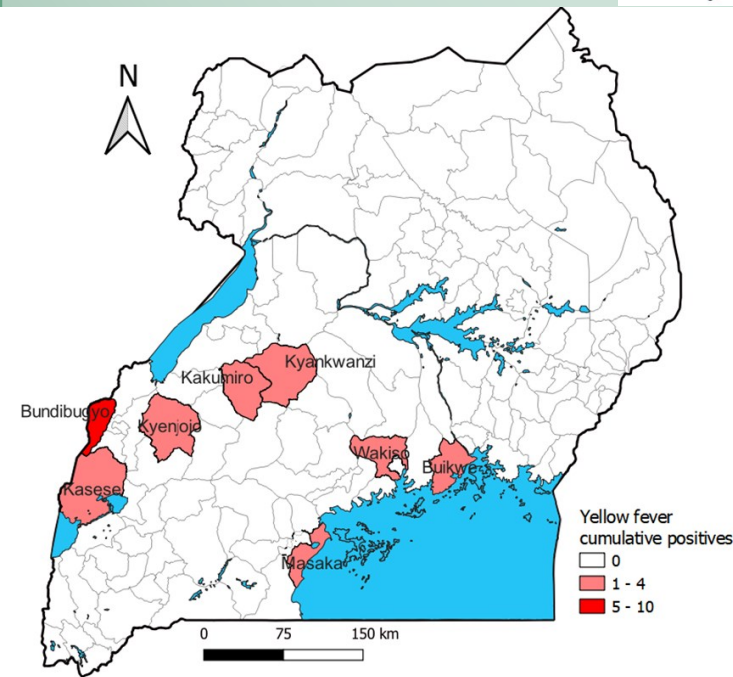 N
Kyankwanzi
Kakumiro
Bundibugyo
Kyenjojo
Wakiso
Buikwe
Kasese
Masaka
Yellow fever
cumulative positives
0
1 - 4
5 - 10
0 75 150 km